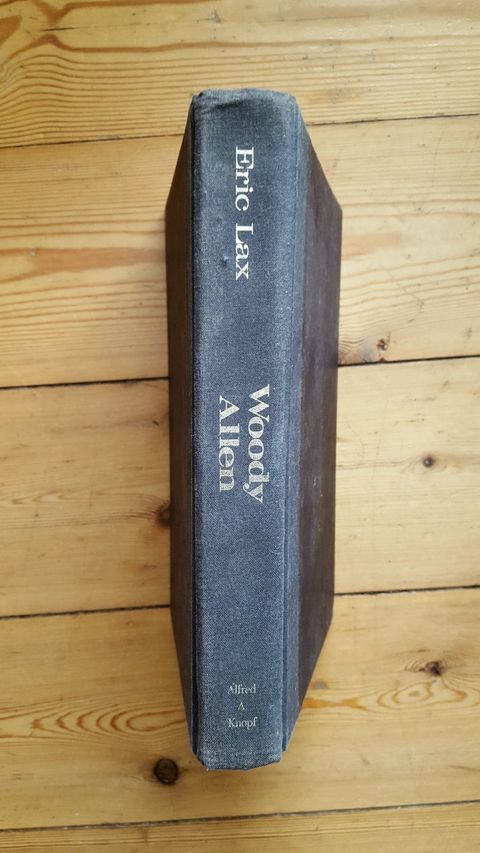 Eric Lax
Woody
Allen
Alfred
A
Knopf